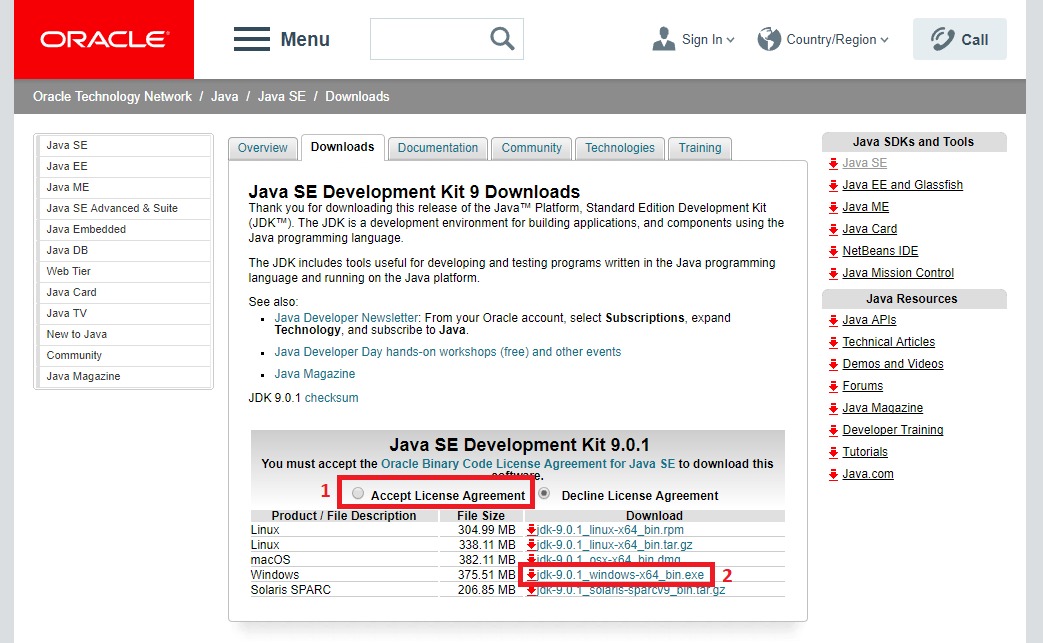 ORACLE®
Menu
Sign In
Country/Region
Call
Oracle Technology Network / Java / Java SE / Downloads
Java SE
Java EE
Java ME
Java SE Advanced & Suite
Java Embedded
Java DB
Web Tier
Java Card
Java TV
New to Java
Community
Java Magazine
Overview
Downloads
Documentation
Community
Technologies
Training
Java SE Development Kit 9 Downloads
Thank you for downloading this release of the Java™ Platform, Standard Edition Development Kit
(JDK™). The JDK is a development environment for building applications, and components using the
Java programming language.
The JDK includes tools useful for developing and testing programs written in the Java programming
language and running on the Java platform.
See also:
Java Developer Newsletter: From your Oracle account, select Subscriptions, expand
Technology, and subscribe to Java.
Java Developer Day hands-on workshops (free) and other events
Java Magazine
JDK 9.0.1 checksum
Java SE Development Kit 9.0.1
You must accept the Oracle Binary Code License Agreement for Java SE to download this
software.
1 Accept License Agreement Decline License Agreement
Product / File Description File Size Download
Linux 304.99 MB jdk-9.0.1_linux-x64_bin.rpm
Linux 338.11 MB jdk-9.0.1_linux-x64_bin.tar.gz
macOS 382.11 MB jdk-9.0.1_osx-x64_bin.dmg
Windows 375.51 MB jdk-9.0.1_windows-x64_bin.exe 2
Solaris SPARC 206.85 MB jdk-9.0.1_solaris-sparcv9_bin.tar.gz
Java SDKs and Tools
Java SE
Java EE and Glassfish
Java ME
Java Card
NetBeans IDE
Java Mission Control
Java Resources
Java APIs
Technical Articles
Demos and Videos
Forums
Java Magazine
Developer Training
Tutorials
Java.com